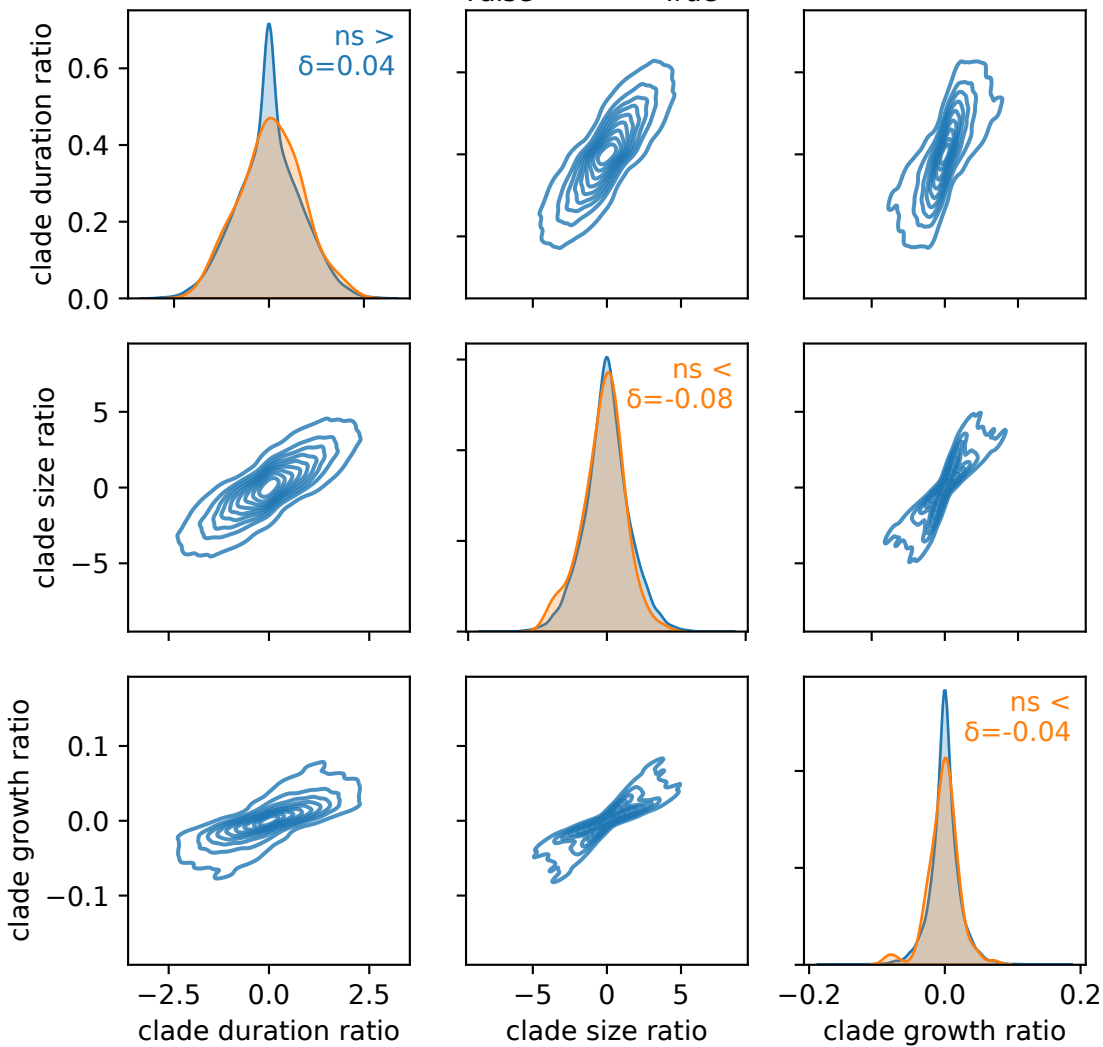 clade duration ratio
0.6
0.4
0.2
0.0
ns >
δ=0.04
clade size ratio
5
0
−5
ns <
δ=-0.08
clade growth ratio
0.1
0.0
−0.1
ns <
δ=-0.04
−2.5 0.0 2.5
clade duration ratio
−5 0 5
clade size ratio
−0.2 0.0 0.2
clade growth ratio